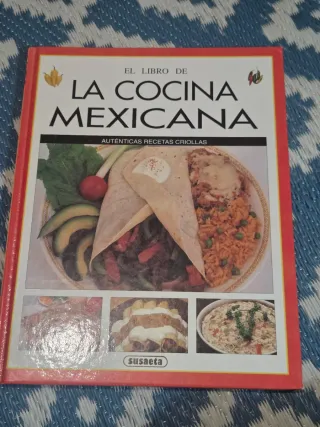 EL LIBRO DE
LA COCINA
MEXICANA
AUTÉNTICAS RECETAS CRIOLLAS
susaeta